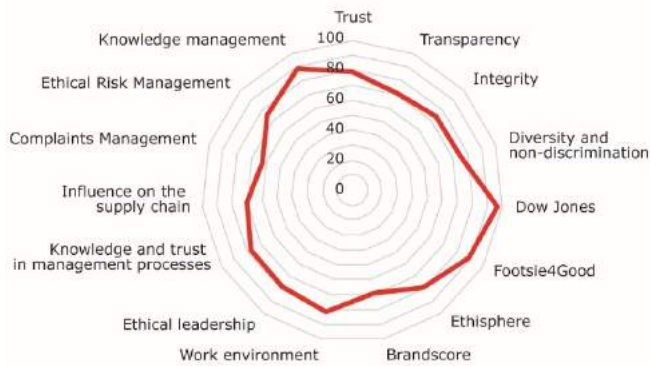 Trust
100
Knowledge management
Transparency
80
Ethical Risk Management
Integrity
60
40
Complaints Management
Diversity and
non-discrimination
20
Influence on the
supply chain
0
Dow Jones
Knowledge and trust
in management processes
Footsie4Good
Ethical leadership
Ethisphere
Work environment
Brandscore